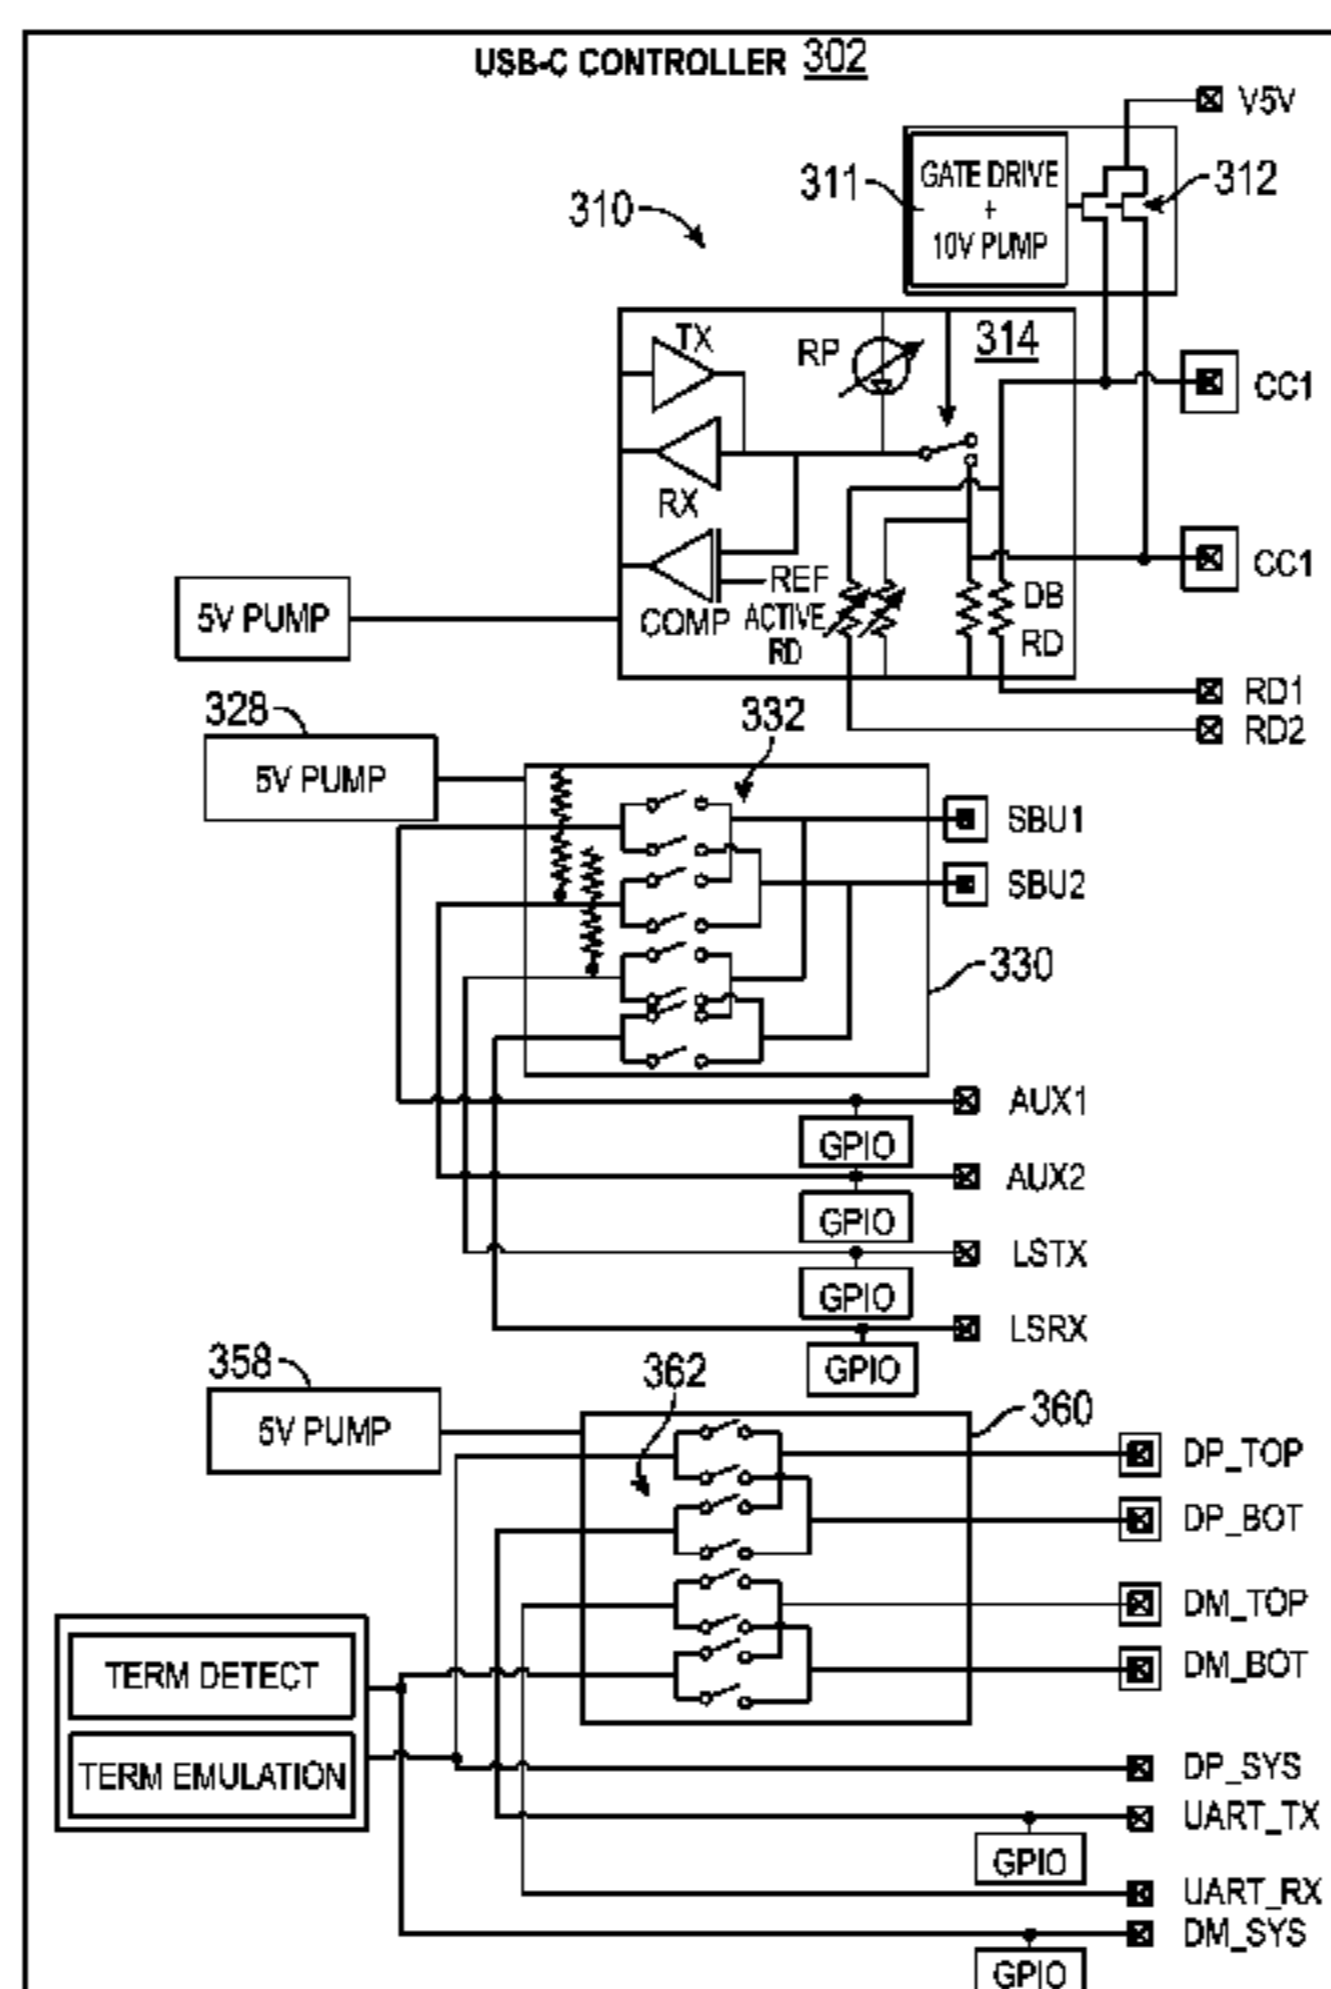 USB-C CONTROLLER 302
V5V
311
GATE DRIVE
+
10V PUMP
312
310
TX
RP
314
CC1
RX
REF
COMP
ACTIVE
RD
DB
RD
CC1
5V PUMP
RD1
RD2
328
5V PUMP
332
SBU1
SBU2
330
AUX1
GPIO
AUX2
GPIO
LSTX
GPIO
LSRX
GPIO
358
5V PUMP
362
360
DP_TOP
DP_BOT
DM_TOP
DM_BOT
TERM DETECT
TERM EMULATION
DP_SYS
UART_TX
GPIO
UART_RX
DM_SYS
GPIO